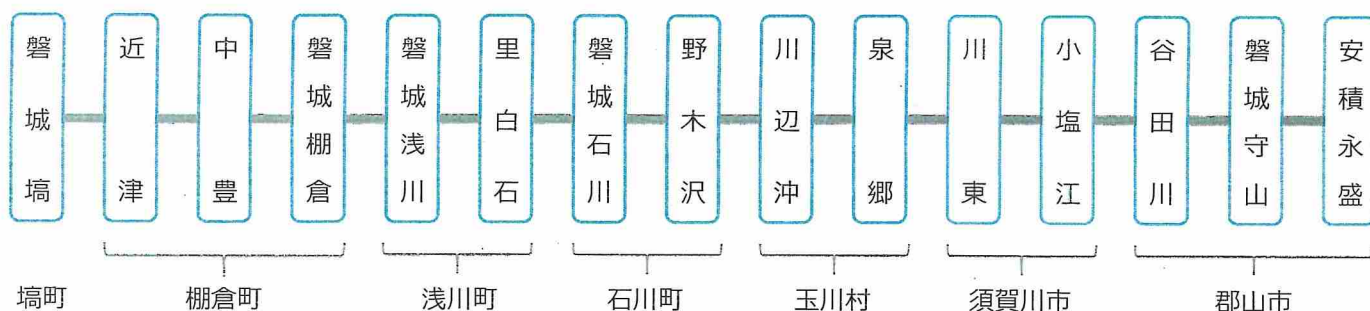 磐城塙
近津
中豊
磐城棚倉
磐城浅川
里白石
磐城石川
野木沢
川辺沖
泉郷
川東
小塩江
谷田川
磐城守山
安積永盛
塙町
棚倉町
浅川町
石川町
玉川村
須賀川市
郡山市